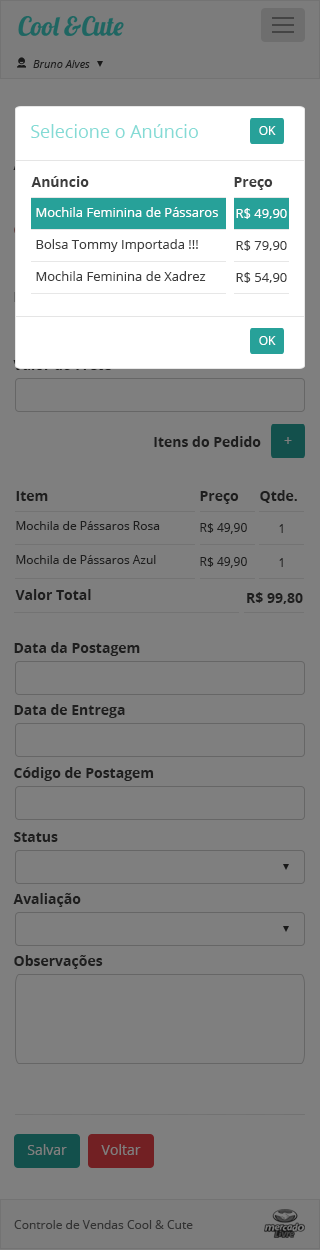 Cool & Cute
Bruno Alves ▼
Selecione o Anúncio
OK
Anúncio Preço
Mochila Feminina de Pássaros R$ 49,90
Bolsa Tommy Importada !!! R$ 79,90
Mochila Feminina de Xadrez R$ 54,90
OK
Itens do Pedido +
Item Preço Qtde.
Mochila de Pássaros Rosa R$ 49,90 1
Mochila de Pássaros Azul R$ 49,90 1
Valor Total R$ 99,80
Data da Postagem
Data de Entrega
Código de Postagem
Status
▼
Avaliação
▼
Observações
Salvar Voltar
Controle de Vendas Cool & Cute
mercado
livre